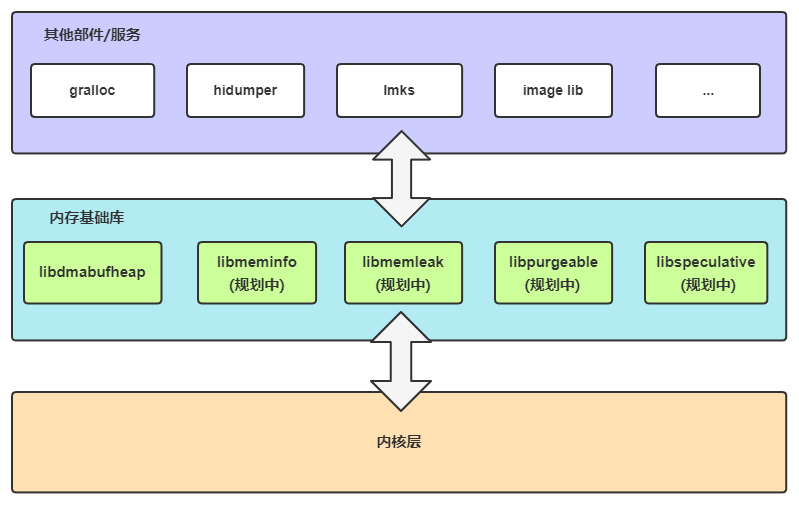 其他部件/服务
gralloc
hidumper
lmks
image lib
...
内存基础库
libdmabufheap
libmeminfo
(规划中)
libmemleak
(规划中)
libpurgeable
(规划中)
libspeculative
(规划中)
内核层